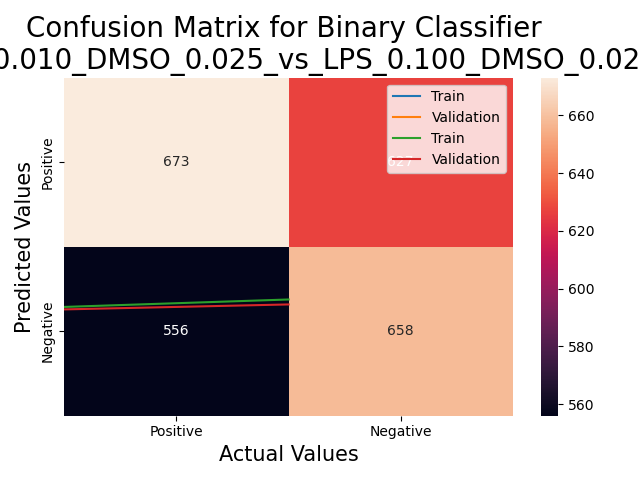 Confusion Matrix for Binary Classifier
0.010_DMSO_0.025_vs_LPS_0.100_DMSO_0.02
Train
Validation
Train
Validation
Positive
673
Negative
556
658
Predicted Values
Positive
Negative
Actual Values
660
640
620
600
580
560